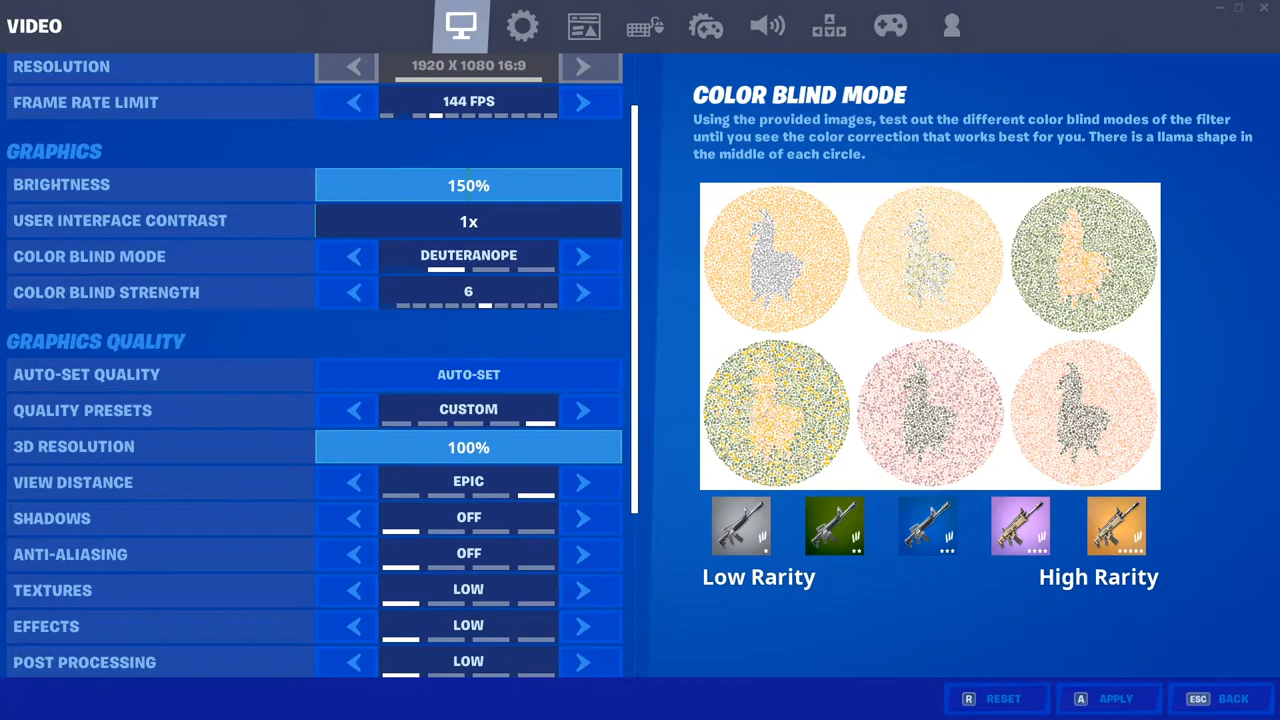 VIDEO
RESOLUTION
1920 X 1080 16:9
FRAME RATE LIMIT
144 FPS
GRAPHICS
BRIGHTNESS
150%
USER INTERFACE CONTRAST
1x
COLOR BLIND MODE
DEUTERANOPE
COLOR BLIND STRENGTH
6
GRAPHICS QUALITY
AUTO-SET QUALITY
AUTO-SET
QUALITY PRESETS
CUSTOM
3D RESOLUTION
100%
VIEW DISTANCE
EPIC
SHADOWS
OFF
ANTI-ALIASING
OFF
TEXTURES
LOW
EFFECTS
LOW
POST PROCESSING
LOW
COLOR BLIND MODE
Using the provided images, test out the different color blind modes of the filter
until you see the color correction that works best for you. There is a llama shape in
the middle of each circle.
Low Rarity
High Rarity
R RESET
A APPLY
ESC BACK